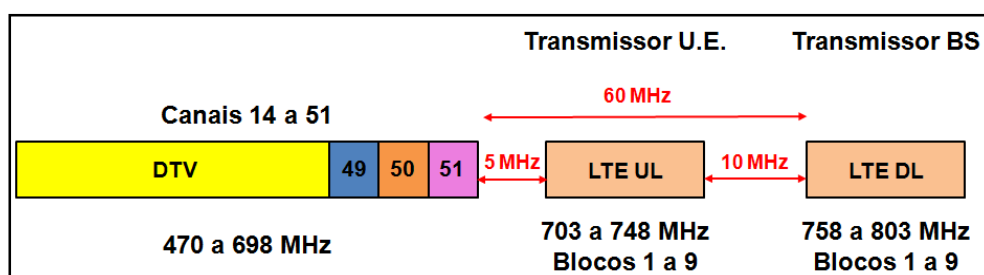 Transmissor U.E.
Transmissor BS
60 MHz
Canais 14 a 51
DTV
49
50
51
5 MHz
LTE UL
10 MHz
LTE DL
470 a 698 MHz
703 a 748 MHz
Blocos 1 a 9
758 a 803 MHz
Blocos 1 a 9